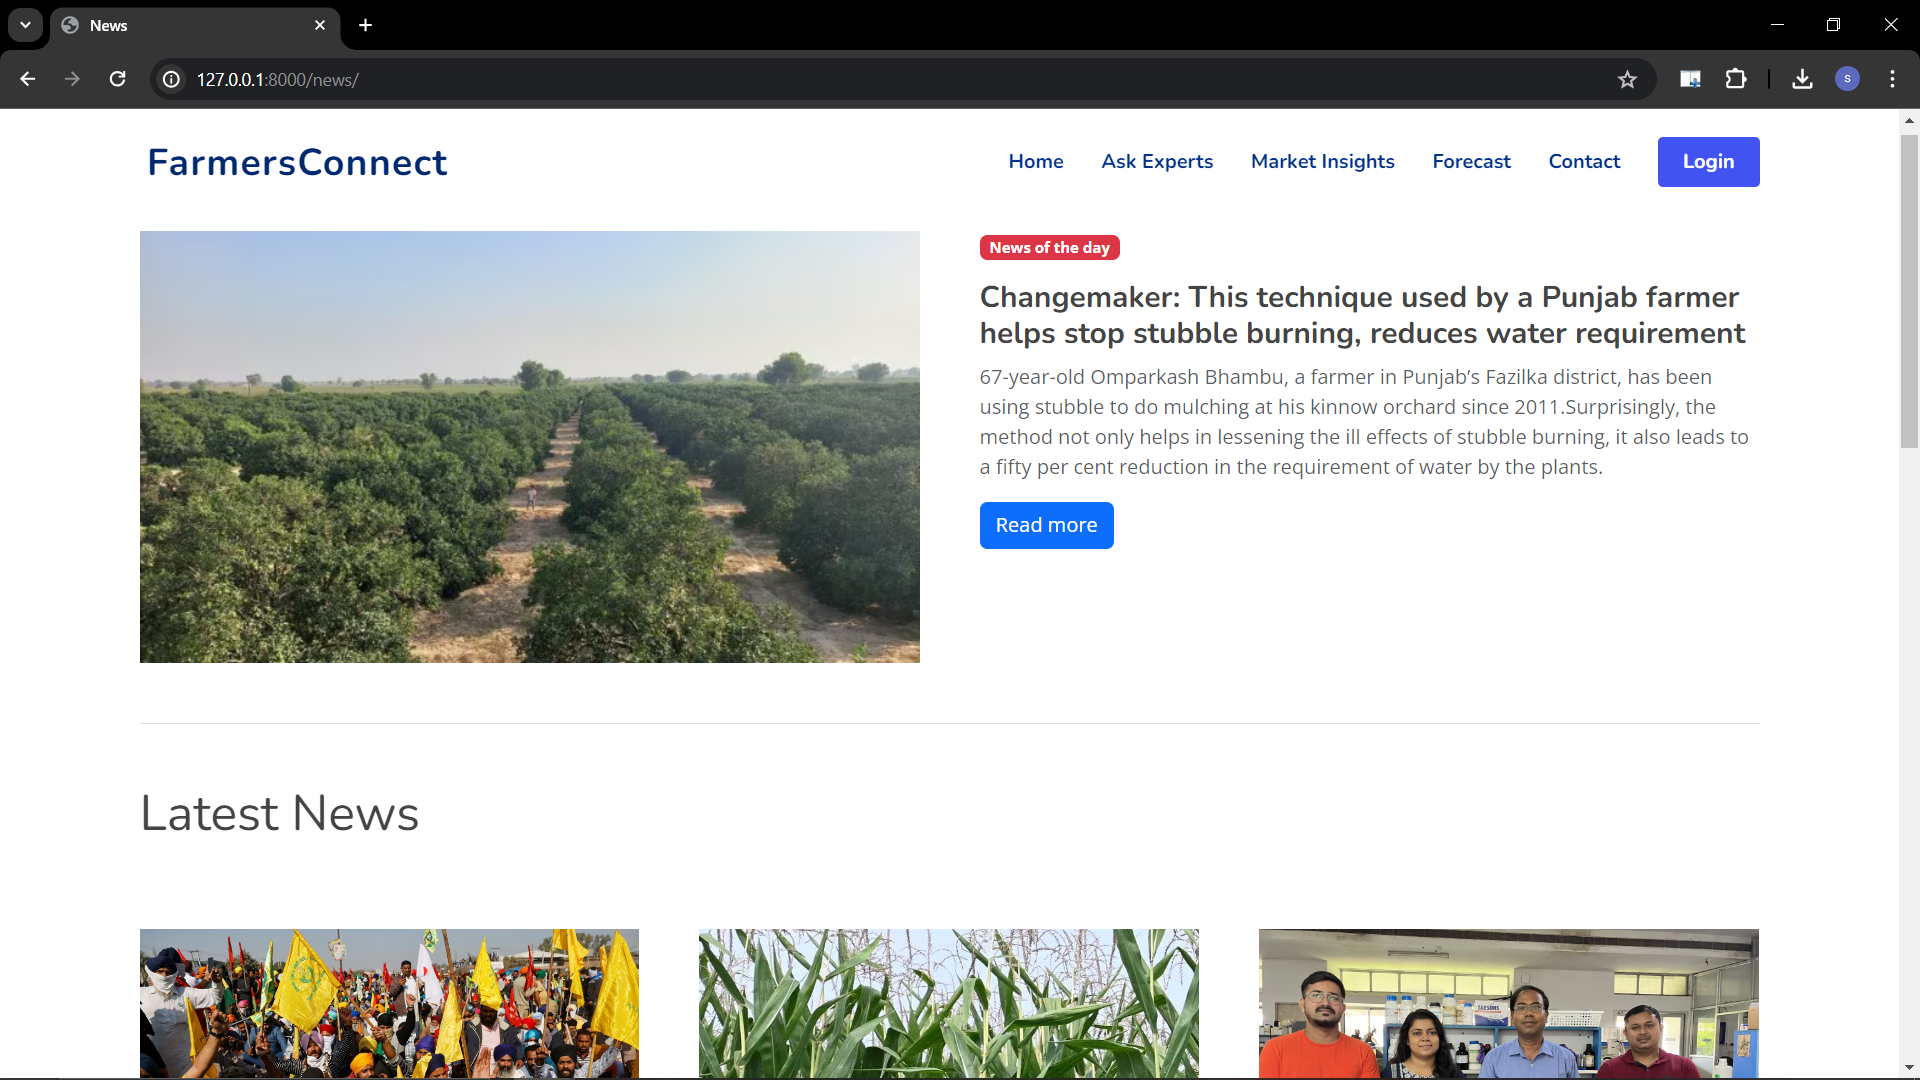 News
127.0.0.1:8000/news/
S
FarmersConnect
Home
Ask Experts
Market Insights
Forecast
Contact
Login
News of the day
Changemaker: This technique used by a Punjab farmer
helps stop stubble burning, reduces water requirement
67-year-old Omparkash Bhambu, a farmer in Punjab’s Fazilka district, has been
using stubble to do mulching at his kinnow orchard since 2011.Surprisingly, the
method not only helps in lessening the ill effects of stubble burning, it also leads to
a fifty per cent reduction in the requirement of water by the plants.
Read more
Latest News
TARSONS